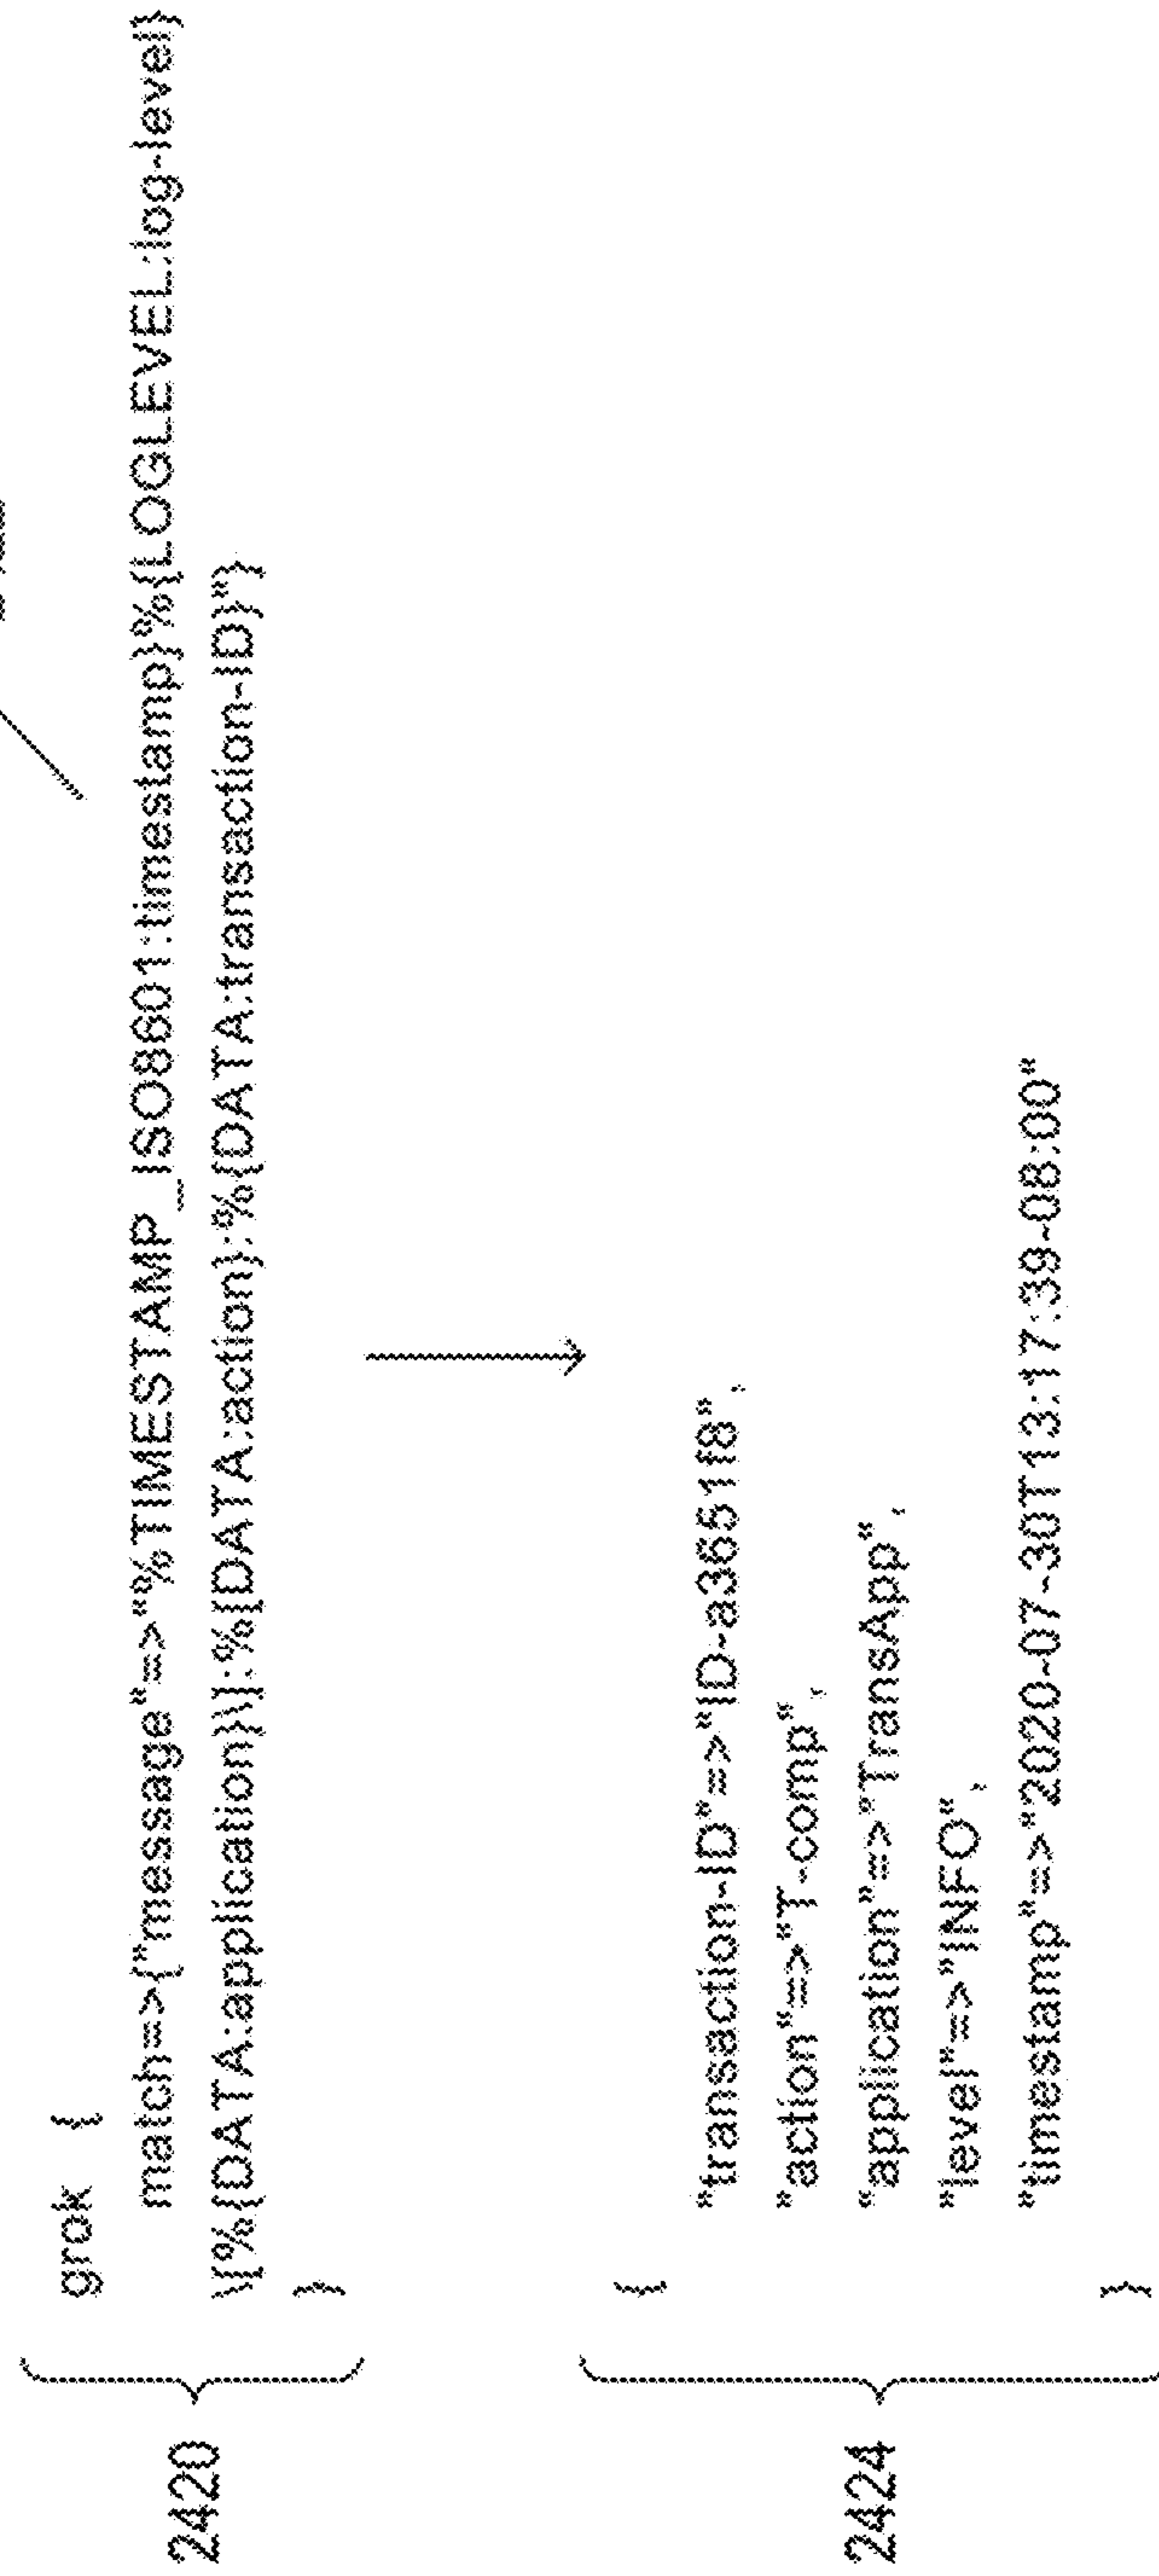 grok {
match=>{"message"=>"%TIMESTAMP_ISO8601:timestamp}%{LOGLEVEL:log-level}
\[%{DATA:application}\]:%{DATA:action}:%{DATA:transaction-ID}"}
}
2420
{
"transaction-ID"=>"ID-a3651f8",
"action"=>"T-comp",
"application"=>"TransApp",
"level"=>"INFO",
"timestamp"=>"2020-07-30T13:17:39-08:00"
}
2424